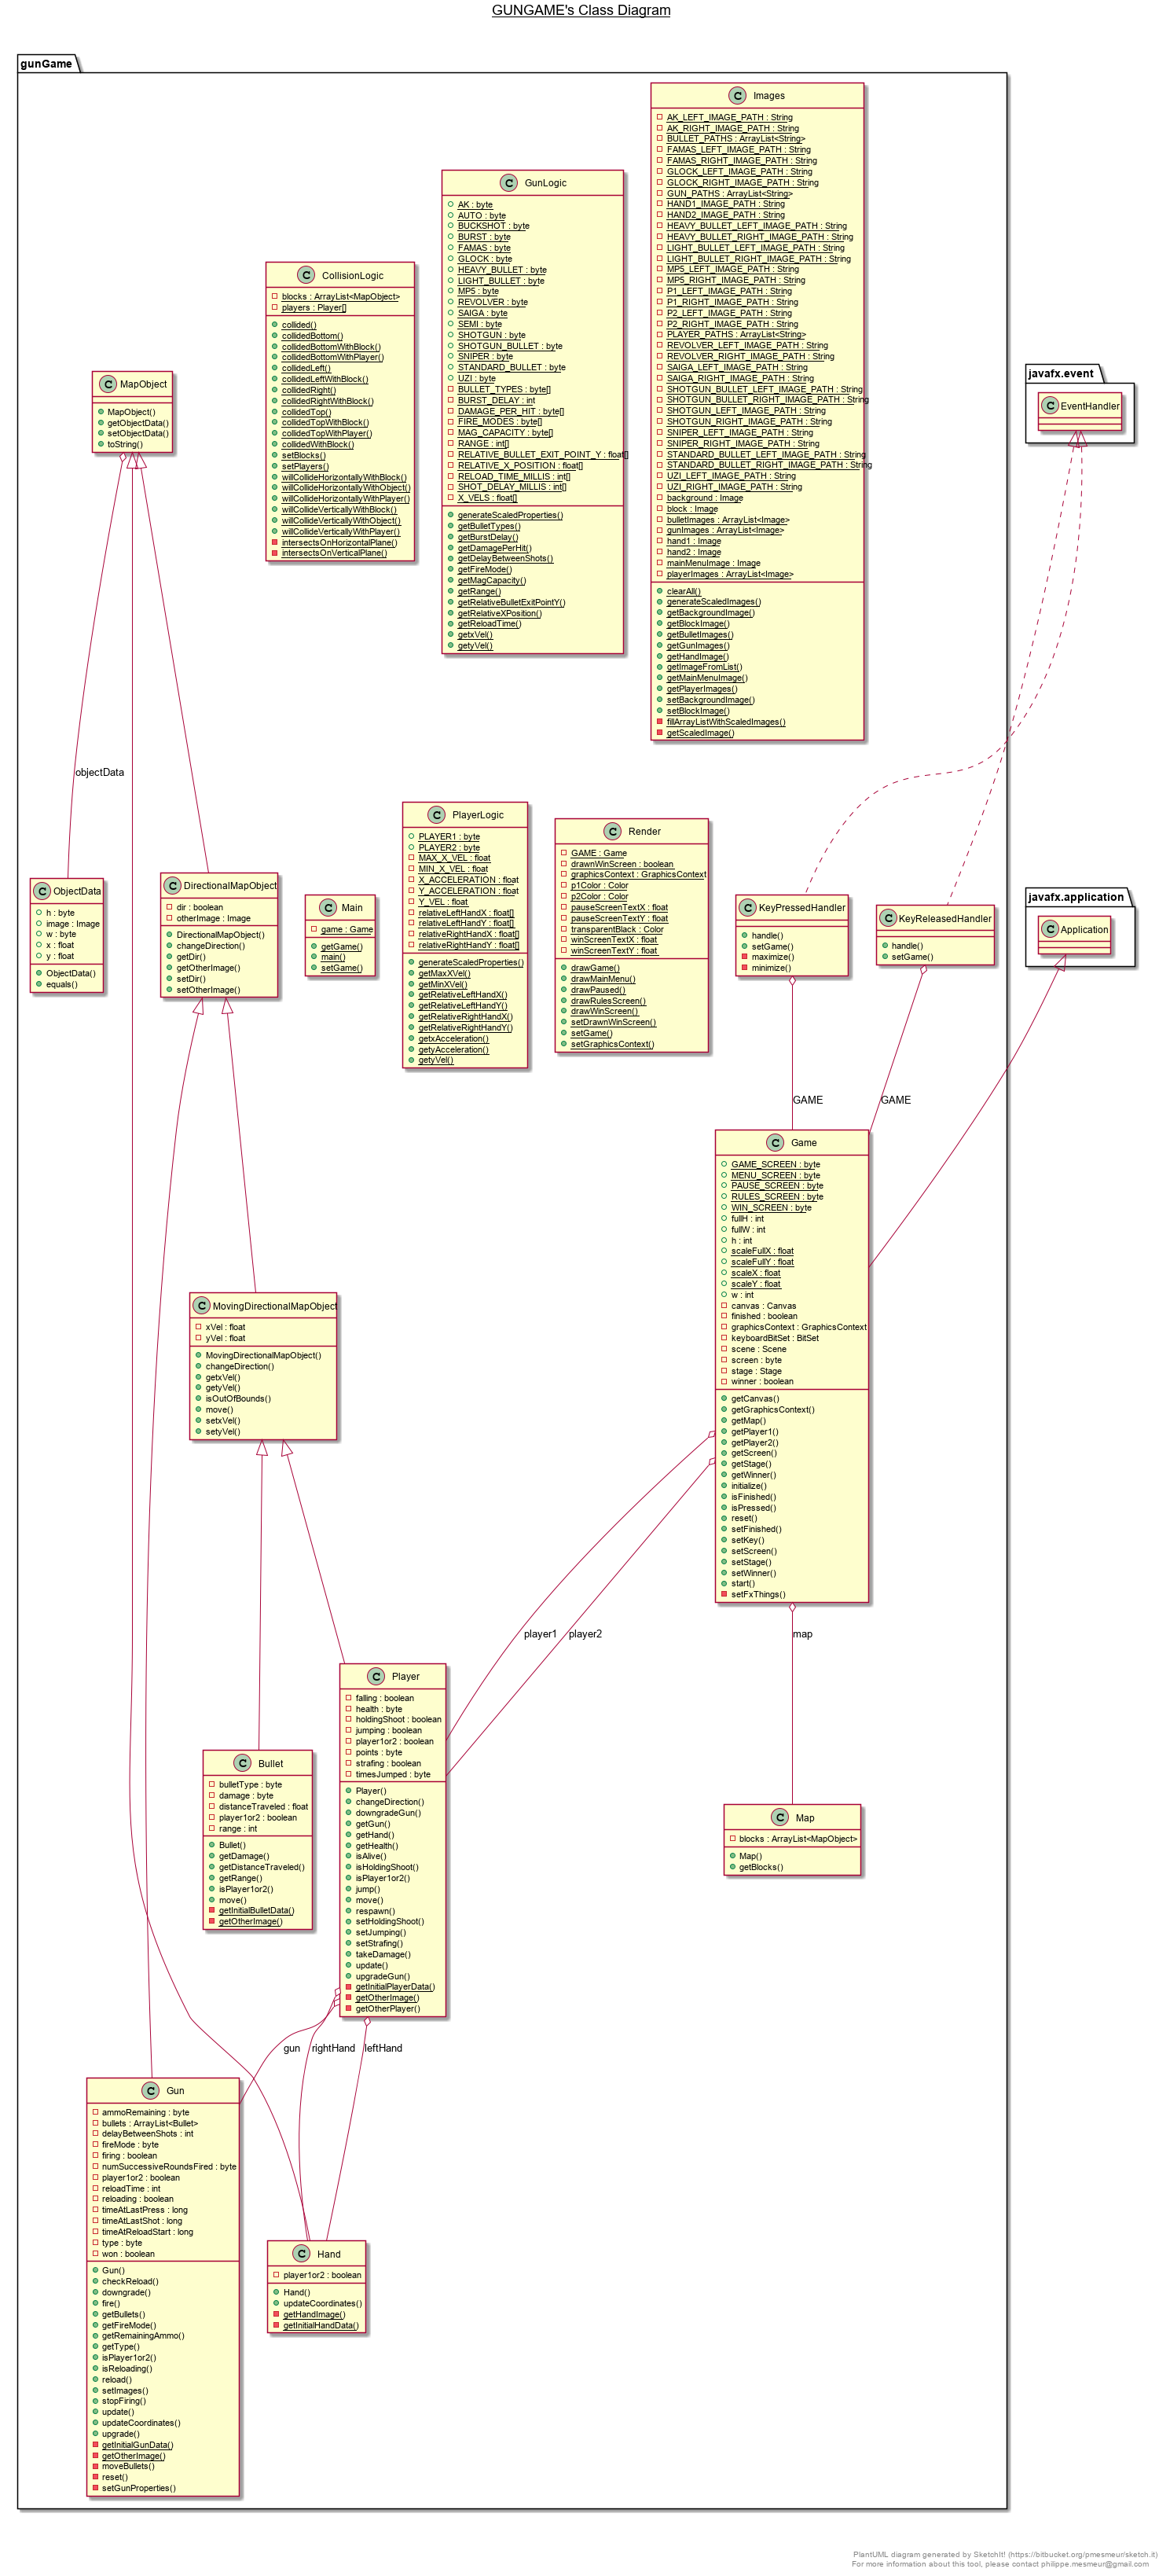 GUNGAME's Class Diagram
gunGame
C Images
AK_LEFT_IMAGE_PATH : String
AK_RIGHT_IMAGE_PATH : String
BULLET_PATHS : ArrayList<String>
FAMAS_LEFT_IMAGE_PATH : String
FAMAS_RIGHT_IMAGE_PATH : String
GLOCK_LEFT_IMAGE_PATH : String
GLOCK_RIGHT_IMAGE_PATH : String
GUN_PATHS : ArrayList<String>
HAND1_IMAGE_PATH : String
HAND2_IMAGE_PATH : String
HEAVY_BULLET_LEFT_IMAGE_PATH : String
HEAVY_BULLET_RIGHT_IMAGE_PATH : String
LIGHT_BULLET_LEFT_IMAGE_PATH : String
LIGHT_BULLET_RIGHT_IMAGE_PATH : String
MP5_LEFT_IMAGE_PATH : String
MP5_RIGHT_IMAGE_PATH : String
P1_LEFT_IMAGE_PATH : String
P1_RIGHT_IMAGE_PATH : String
P2_LEFT_IMAGE_PATH : String
P2_RIGHT_IMAGE_PATH : String
PLAYER_PATHS : ArrayList<String>
REVOLVER_LEFT_IMAGE_PATH : String
REVOLVER_RIGHT_IMAGE_PATH : String
SAIGA_LEFT_IMAGE_PATH : String
SAIGA_RIGHT_IMAGE_PATH : String
SHOTGUN_BULLET_LEFT_IMAGE_PATH : String
SHOTGUN_BULLET_RIGHT_IMAGE_PATH : String
SHOTGUN_LEFT_IMAGE_PATH : String
SHOTGUN_RIGHT_IMAGE_PATH : String
SNIPER_LEFT_IMAGE_PATH : String
SNIPER_RIGHT_IMAGE_PATH : String
STANDARD_BULLET_LEFT_IMAGE_PATH : String
STANDARD_BULLET_RIGHT_IMAGE_PATH : String
UZI_LEFT_IMAGE_PATH : String
UZI_RIGHT_IMAGE_PATH : String
background : Image
block : Image
bulletImages : ArrayList<Image>
gunImages : ArrayList<Image>
hand1 : Image
hand2 : Image
mainMenuImage : Image
playerImages : ArrayList<Image>
clearAll()
generateScaledImages()
getBackgroundImage()
getBlockImage()
getBulletImages()
getGunImages()
getHandImage()
getImageFromList()
getMainMenuImage()
getPlayerImages()
setBackgroundImage()
setBlockImage()
fillArrayListWithScaledImages()
getScaledImage()
C GunLogic
AK : byte
AUTO : byte
BUCKSHOT : byte
BURST : byte
FAMAS : byte
GLOCK : byte
HEAVY_BULLET : byte
LIGHT_BULLET : byte
MP5 : byte
REVOLVER : byte
SAIGA : byte
SEMI : byte
SHOTGUN : byte
SHOTGUN_BULLET : byte
SNIPER : byte
STANDARD_BULLET : byte
UZI : byte
BULLET_TYPES : byte[]
BURST_DELAY : int
DAMAGE_PER_HIT : byte[]
FIRE_MODES : byte[]
MAG_CAPACITY : byte[]
RANGE : int[]
RELATIVE_BULLET_EXIT_POINT_Y : float[]
RELATIVE_X_POSITION : float[]
RELOAD_TIME_MILLIS : int[]
SHOT_DELAY_MILLIS : int[]
X_VELS : float[]
generateScaledProperties()
getBulletTypes()
getBurstDelay()
getDamagePerHit()
getDelayBetweenShots()
getFireMode()
getMagCapacity()
getRange()
getRelativeBulletExitPointY()
getRelativeXPosition()
getReloadTime()
getxVel()
getyVel()
C CollisionLogic
blocks : ArrayList<MapObject>
players : Player[]
collided()
collidedBottom()
collidedBottomWithBlock()
collidedBottomWithPlayer()
collidedLeft()
collidedLeftWithBlock()
collidedRight()
collidedRightWithBlock()
collidedTop()
collidedTopWithBlock()
collidedTopWithPlayer()
collidedWithBlock()
setBlocks()
setPlayers()
willCollideHorizontallyWithBlock()
willCollideHorizontallyWithObject()
willCollideHorizontallyWithPlayer()
willCollideVerticallyWithBlock()
willCollideVerticallyWithObject()
willCollideVerticallyWithPlayer()
intersectsOnHorizontalPlane()
intersectsOnVerticalPlane()
C MapObject
MapObject()
getObjectData()
setObjectData()
toString()
javafx.event
C EventHandler
objectData
C ObjectData
h : byte
image : Image
w : byte
x : float
y : float
ObjectData()
equals()
C DirectionalMapObject
dir : boolean
otherImage : Image
DirectionalMapObject()
changeDirection()
getDir()
getOtherImage()
setDir()
setOtherImage()
C Main
game : Game
getGame()
main()
setGame()
C PlayerLogic
PLAYER1 : byte
PLAYER2 : byte
MAX_X_VEL : float
MIN_X_VEL : float
X_ACCELERATION : float
Y_ACCELERATION : float
Y_VEL : float
relativeLeftHandX : float[]
relativeLeftHandY : float[]
relativeRightHandX : float[]
relativeRightHandY : float[]
generateScaledProperties()
getMaxXVel()
getMinXVel()
getRelativeLeftHandX()
getRelativeLeftHandY()
getRelativeRightHandX()
getRelativeRightHandY()
getxAcceleration()
getyAcceleration()
getyVel()
C Render
GAME : Game
drawnWinScreen : boolean
graphicsContext : GraphicsContext
p1Color : Color
p2Color : Color
pauseScreenTextX : float
pauseScreenTextY : float
transparentBlack : Color
winScreenTextX : float
winScreenTextY : float
drawGame()
drawMainMenu()
drawPaused()
drawRulesScreen()
drawWinScreen()
setDrawnWinScreen()
setGame()
setGraphicsContext()
C KeyPressedHandler
handle()
setGame()
maximize()
minimize()
C KeyReleasedHandler
handle()
setGame()
javafx.application
C Application
GAME
GAME
C Game
GAME_SCREEN : byte
MENU_SCREEN : byte
PAUSE_SCREEN : byte
RULES_SCREEN : byte
WIN_SCREEN : byte
fullH : int
fullW : int
h : int
scaleFullX : float
scaleFullY : float
scaleX : float
scaleY : float
w : int
canvas : Canvas
finished : boolean
graphicsContext : GraphicsContext
keyboardBitSet : BitSet
scene : Scene
screen : byte
stage : Stage
winner : boolean
getCanvas()
getGraphicsContext()
getMap()
getPlayer1()
getPlayer2()
getScreen()
getStage()
getWinner()
initialize()
isFinished()
isPressed()
reset()
setFinished()
setKey()
setScreen()
setStage()
setWinner()
start()
setFxThings()
C MovingDirectionalMapObject
xVel : float
yVel : float
MovingDirectionalMapObject()
changeDirection()
getxVel()
getyVel()
isOutOfBounds()
move()
setxVel()
setyVel()
player1
player2
map
C Player
falling : boolean
health : byte
holdingShoot : boolean
jumping : boolean
player1or2 : boolean
points : byte
strafing : boolean
timesJumped : byte
Player()
changeDirection()
downgradeGun()
getGun()
getHand()
getHealth()
isAlive()
isHoldingShoot()
isPlayer1or2()
jump()
move()
respawn()
setHoldingShoot()
setJumping()
setStrafing()
takeDamage()
update()
upgradeGun()
getInitialPlayerData()
getOtherImage()
getOtherPlayer()
C Bullet
bulletType : byte
damage : byte
distanceTraveled : float
player1or2 : boolean
range : int
Bullet()
getDamage()
getDistanceTraveled()
getRange()
isPlayer1or2()
move()
getInitialBulletData()
getOtherImage()
C Map
blocks : ArrayList<MapObject>
Map()
getBlocks()
gun
rightHand
leftHand
C Gun
ammoRemaining : byte
bullets : ArrayList<Bullet>
delayBetweenShots : int
fireMode : byte
firing : boolean
numSuccessiveRoundsFired : byte
player1or2 : boolean
reloadTime : int
reloading : boolean
timeAtLastPress : long
timeAtLastShot : long
timeAtReloadStart : long
type : byte
won : boolean
Gun()
checkReload()
downgrade()
fire()
getBullets()
getFireMode()
getRemainingAmmo()
getType()
isPlayer1or2()
isReloading()
reload()
setImages()
stopFiring()
update()
updateCoordinates()
upgrade()
getInitialGunData()
getOtherImage()
moveBullets()
reset()
setGunProperties()
C Hand
player1or2 : boolean
Hand()
updateCoordinates()
getHandImage()
getInitialHandData()
PlantUML diagram generated by SketchIt! (https://bitbucket.org/pmesmeur/sketch.it)
For more information about this tool, please contact philippe.mesmeur@gmail.com